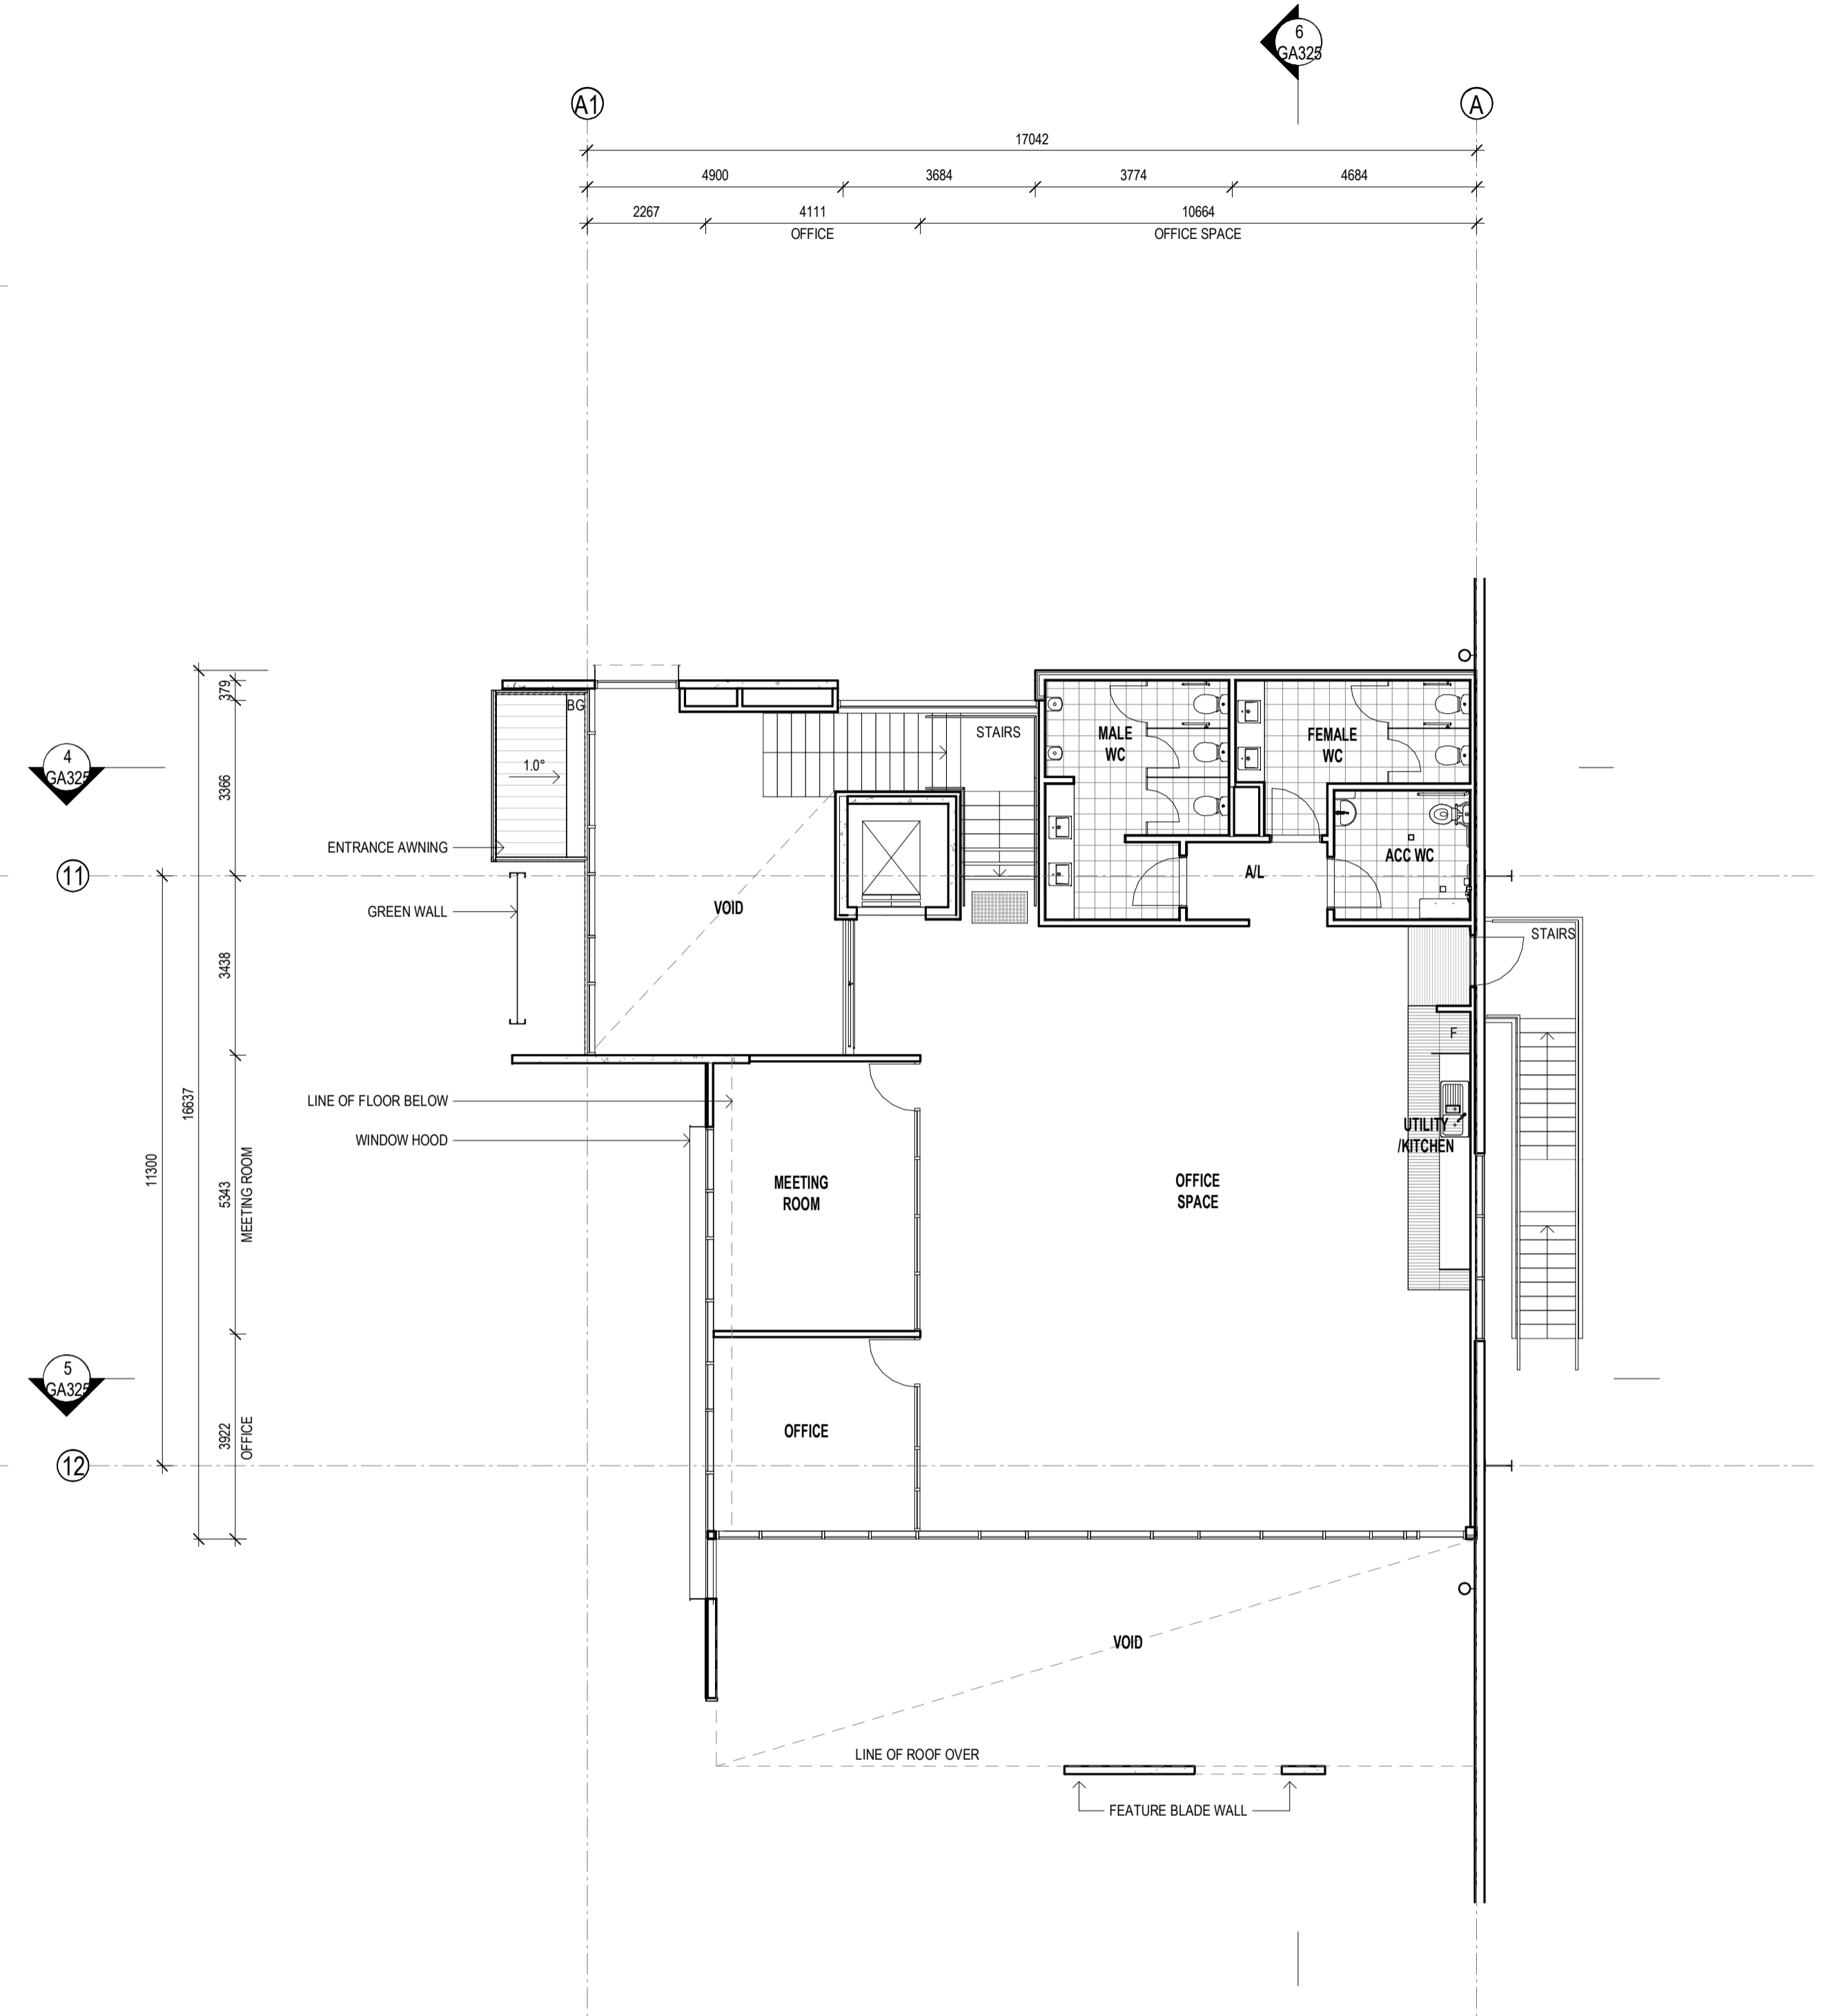 6
GA325
A1
A
17042
4900
3684
3774
4684
2267
4111
10664
OFFICE
OFFICE SPACE
379
BG
STAIRS
MALE
WC
FEMALE
WC
4
GA325
1.0°
3366
ENTRANCE AWNING
ACC WC
11
A/L
GREEN WALL
VOID
STAIRS
3438
F
16637
LINE OF FLOOR BELOW
UTILITY
/KITCHEN
WINDOW HOOD
11300
5343
MEETING ROOM
MEETING
ROOM
OFFICE
SPACE
5
GA325
3922
OFFICE
OFFICE
12
VOID
LINE OF ROOF OVER
FEATURE BLADE WALL